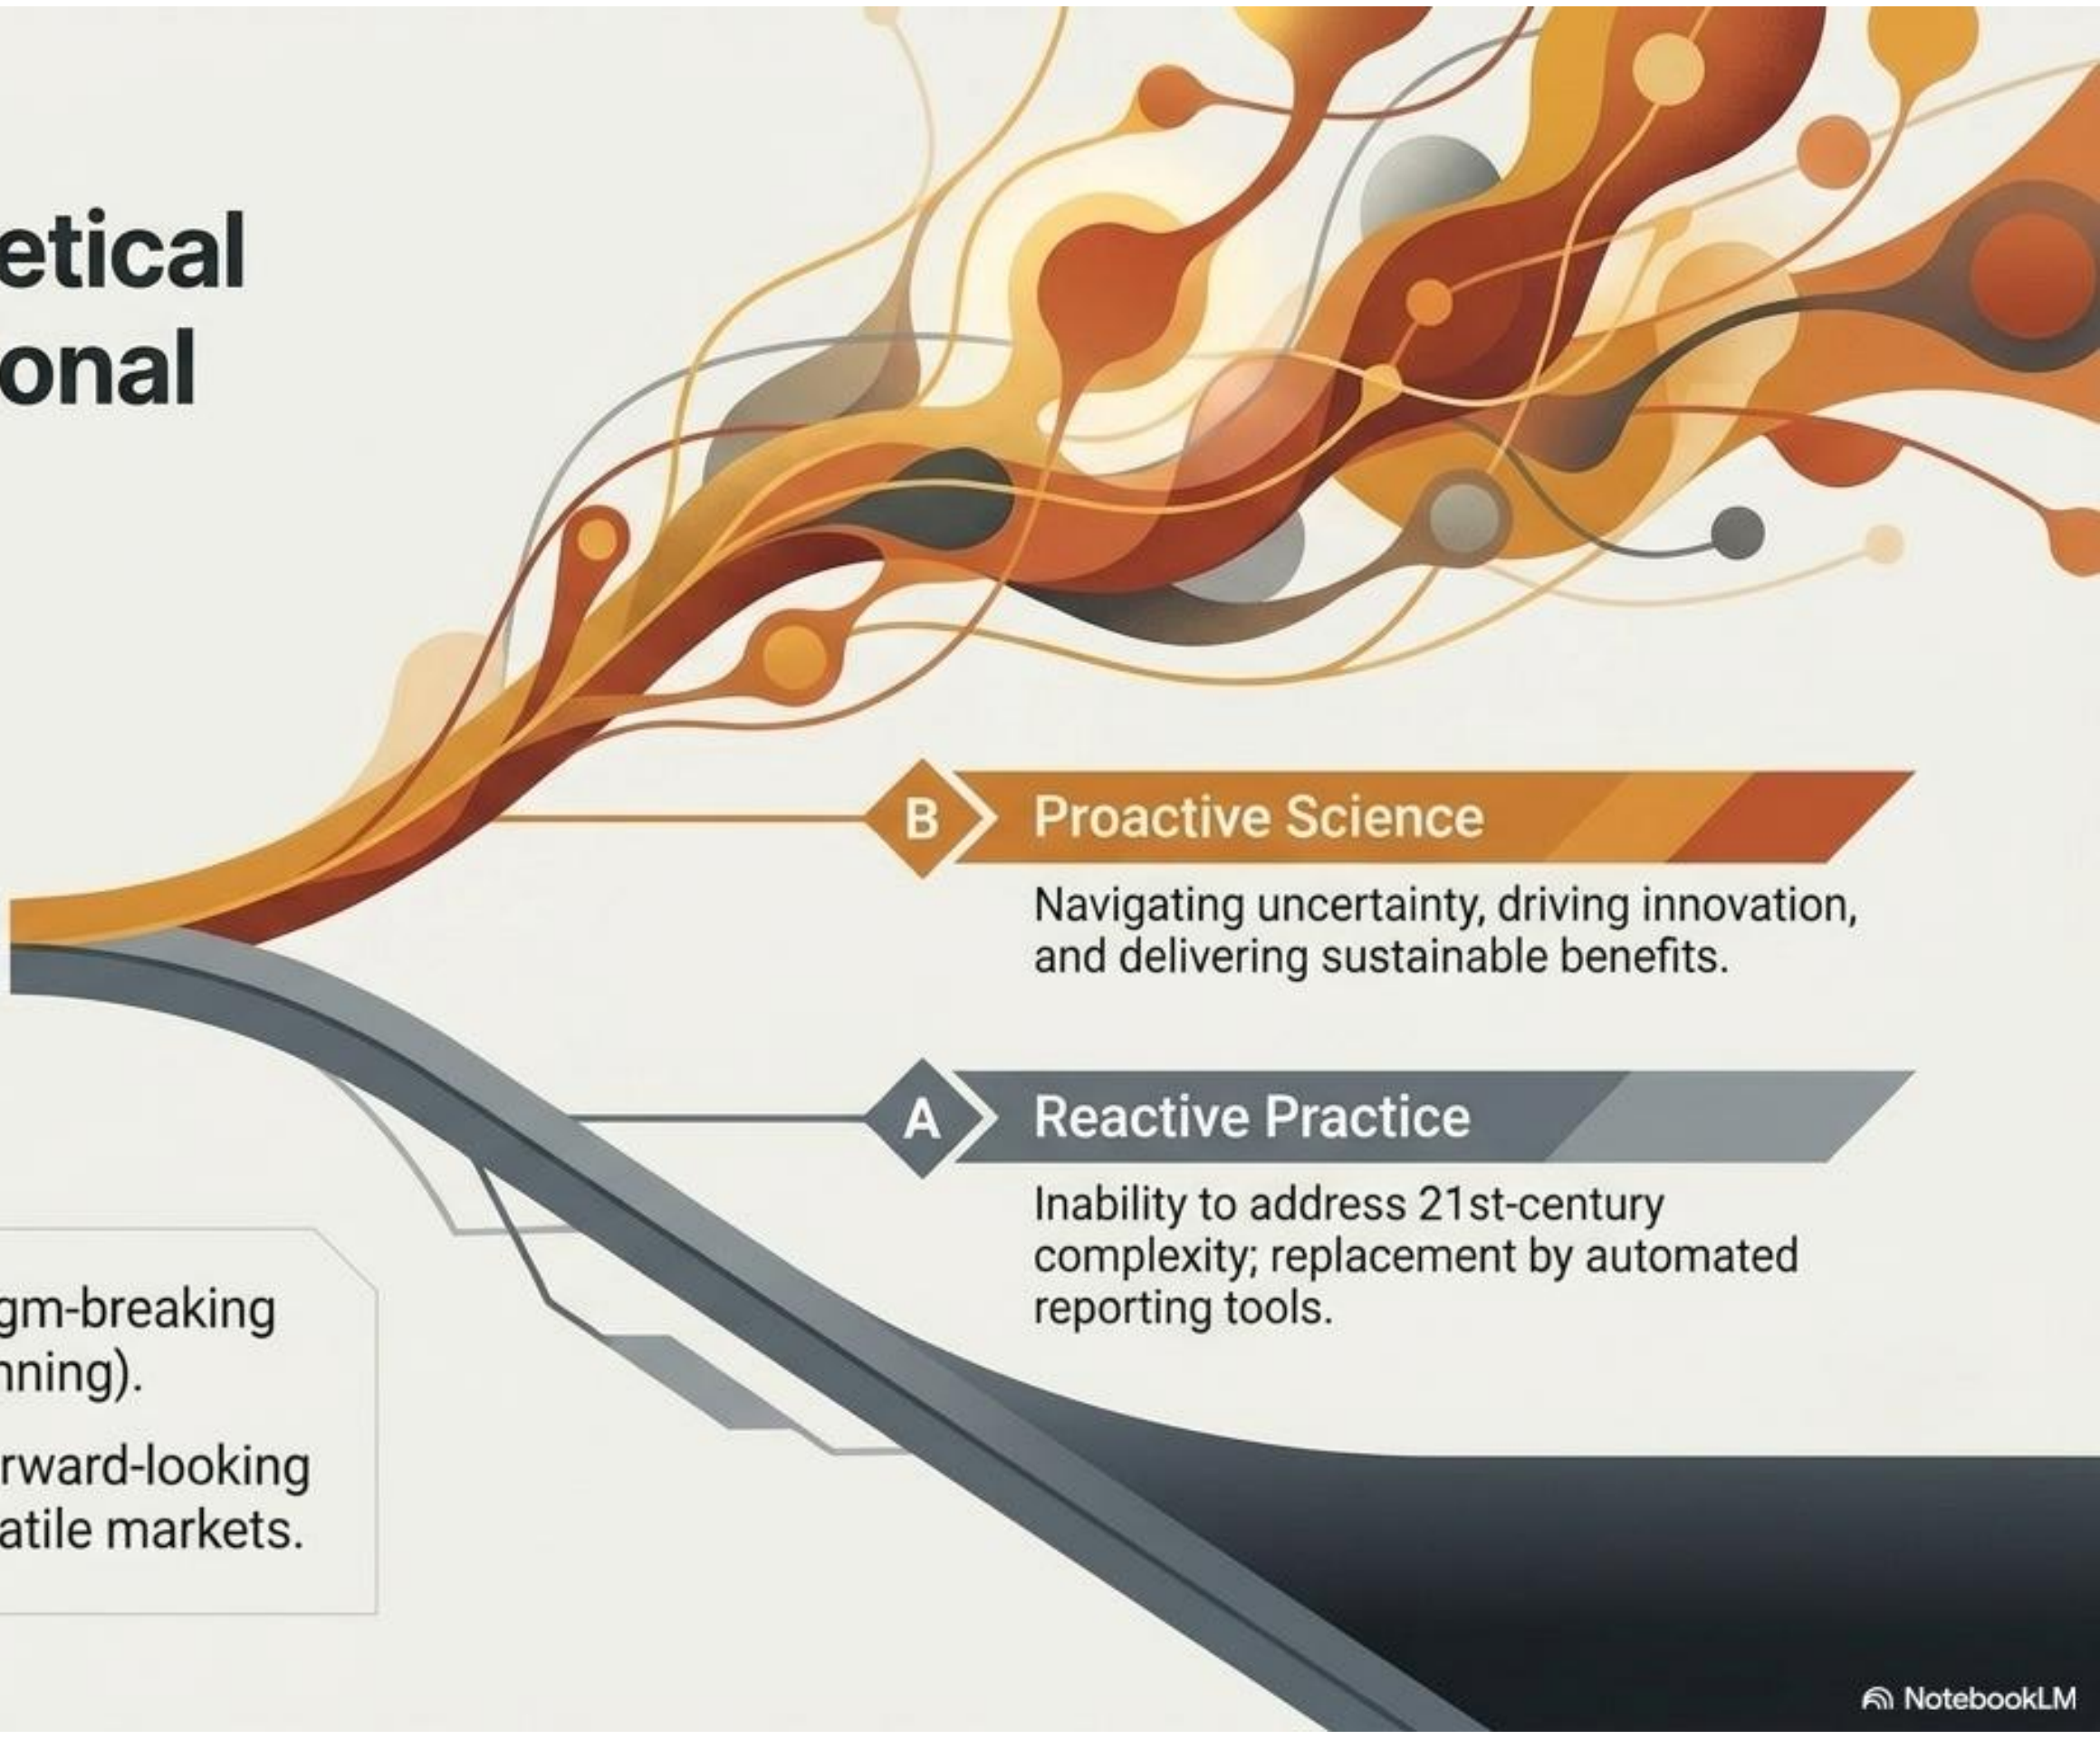 etical
onal
B
Proactive Science
Navigating uncertainty, driving innovation,
and delivering sustainable benefits.
A
Reactive Practice
Inability to address 21st-century
complexity; replacement by automated
reporting tools.
gm-breaking
nning).
rward-looking
atile markets.
NotebookLM